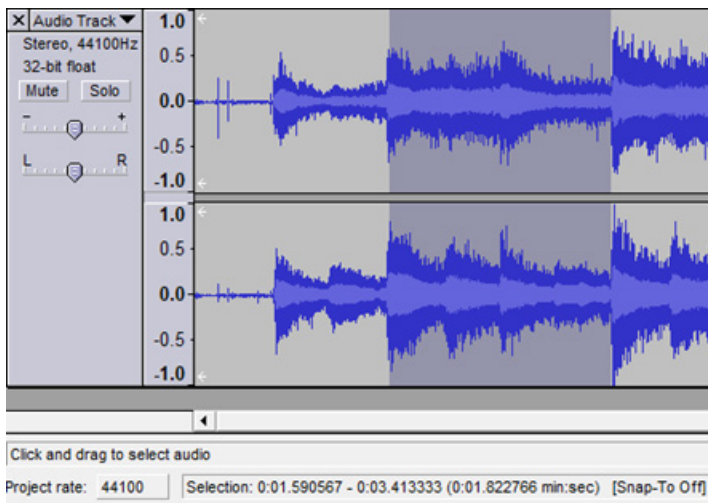 X Audio Track
Stereo, 44100Hz
32-bit float
Mute Solo
- +
L R
1.0
0.5
0.0
-0.5
-1.0
1.0
0.5
0.0
-0.5
-1.0
Click and drag to select audio
Project rate: 44100 Selection: 0:01.590567 - 0:03.413333 (0:01.822766 min:sec) [Snap-To Off]